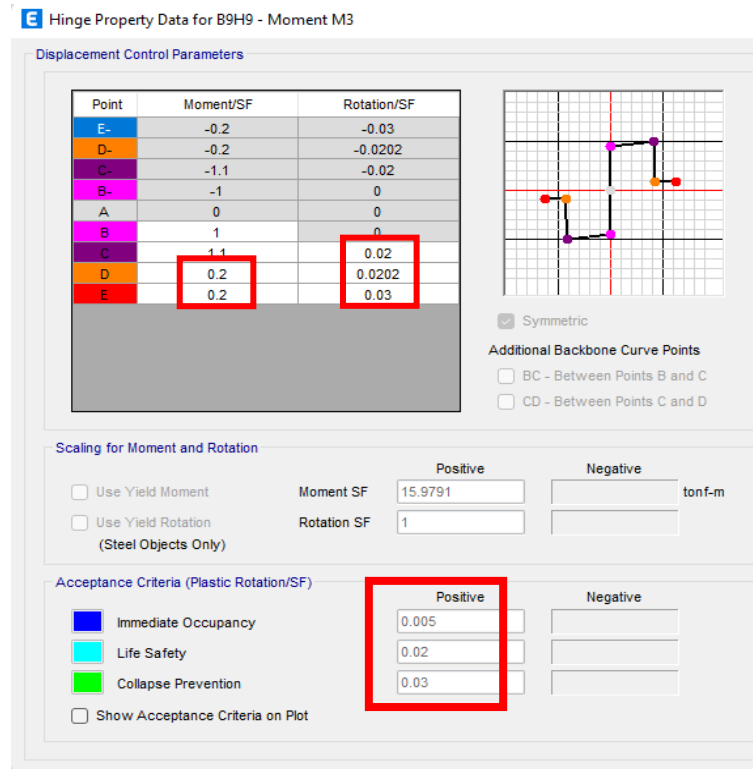 E Hinge Property Data for B9H9 - Moment M3
Displacement Control Parameters
Point Moment/SF Rotation/SF
E- -0.2 -0.03
D- -0.2 -0.0202
C- -1.1 -0.02
B- -1 0
A 0 0
B 1 0
C 1.1 0.02
D 0.2 0.0202
E 0.2 0.03
Symmetric
Additional Backbone Curve Points
BC - Between Points B and C
CD - Between Points C and D
Scaling for Moment and Rotation
Positive Negative
Use Yield Moment Moment SF 15.9791 tonf-m
Use Yield Rotation Rotation SF 1
(Steel Objects Only)
Acceptance Criteria (Plastic Rotation/SF)
Positive Negative
Immediate Occupancy 0.005
Life Safety 0.02
Collapse Prevention 0.03
Show Acceptance Criteria on Plot